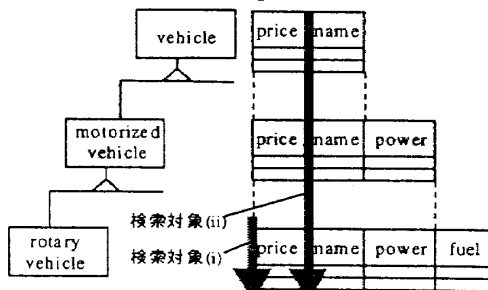 vehicle
price name
motorized
vehicle
price name power
検索対象(ii)
検索対象(i)
rotary
vehicle
price name power fuel